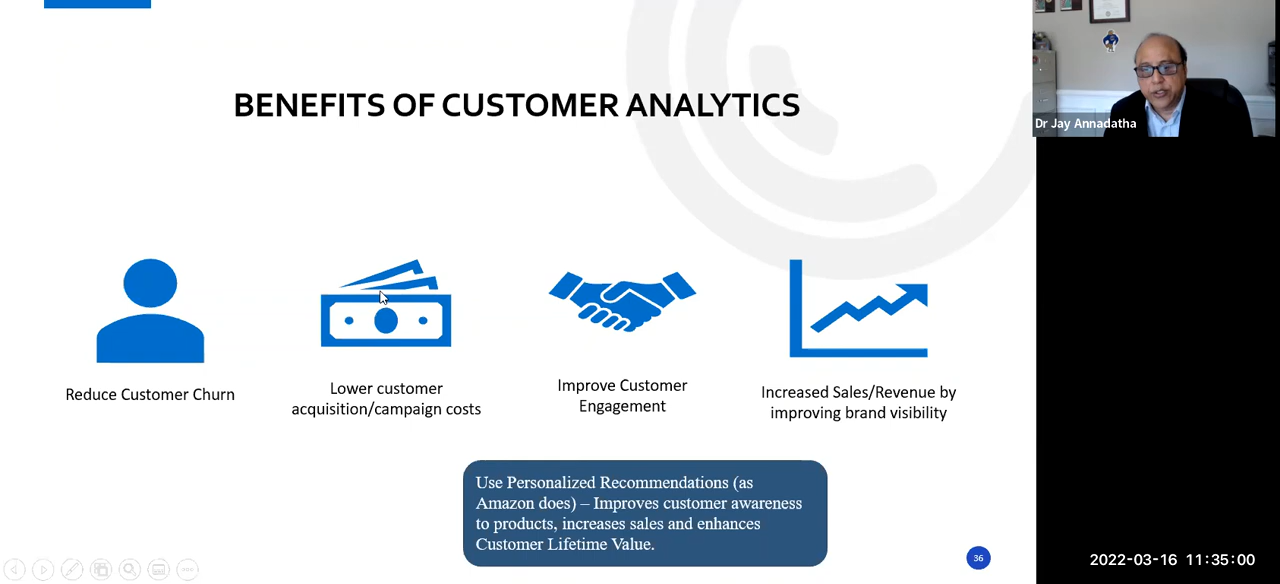 BENEFITS OF CUSTOMER ANALYTICS
Dr Jay Annadatha
Reduce Customer Churn
Lower customer
acquisition/campaign costs
Improve Customer
Engagement
Increased Sales/Revenue by
improving brand visibility
Use Personalized Recommendations (as
Amazon does) – Improves customer awareness
to products, increases sales and enhances
Customer Lifetime Value.
36
2022-03-16 11:35:00